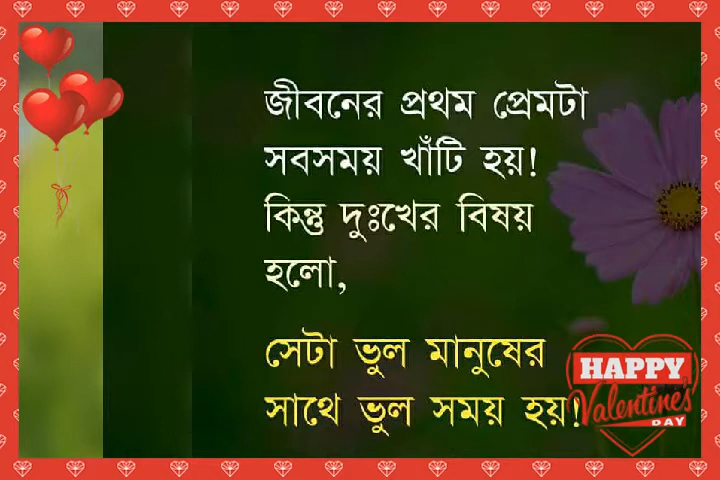 জীবনের প্রথম প্রেমটা
সবসময় খাঁটি হয়!
কিন্তু দুঃখের বিষয়
হলো,
সেটা ভুল মানুষের
সাথে ভুল সময় হয়!
HAPPY
Valentines
DAY